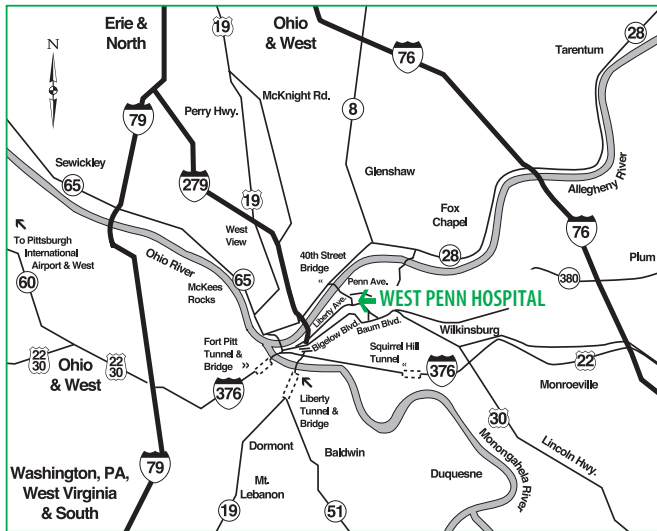 Erie &
North
19
Ohio
& West
28
Tarentum
N
76
McKnight Rd.
79
Perry Hwy.
8
Sewickley
65
279
Glenshaw
19
Allegheny River
Fox
Chapel
West
View
76
To Pittsburgh
International
Airport & West
Ohio River
40th Street
Bridge
«
28
Plum
60
McKees
Rocks
65
Penn Ave.
380
Liberty Ave.
WEST PENN HOSPITAL
Bigelow Blvd.
Baum Blvd.
Wilkinsburg
Fort Pitt
Tunnel &
Bridge »
Squirrel Hill
Tunnel «
22
30
22
30
Ohio
& West
376
376
22
Monroeville
Liberty
Tunnel &
Bridge
30
Dormont
Baldwin
Monongahela
River
Lincoln Hwy.
79
Washington, PA,
West Virginia
& South
Mt.
Lebanon
Duquesne
19
51